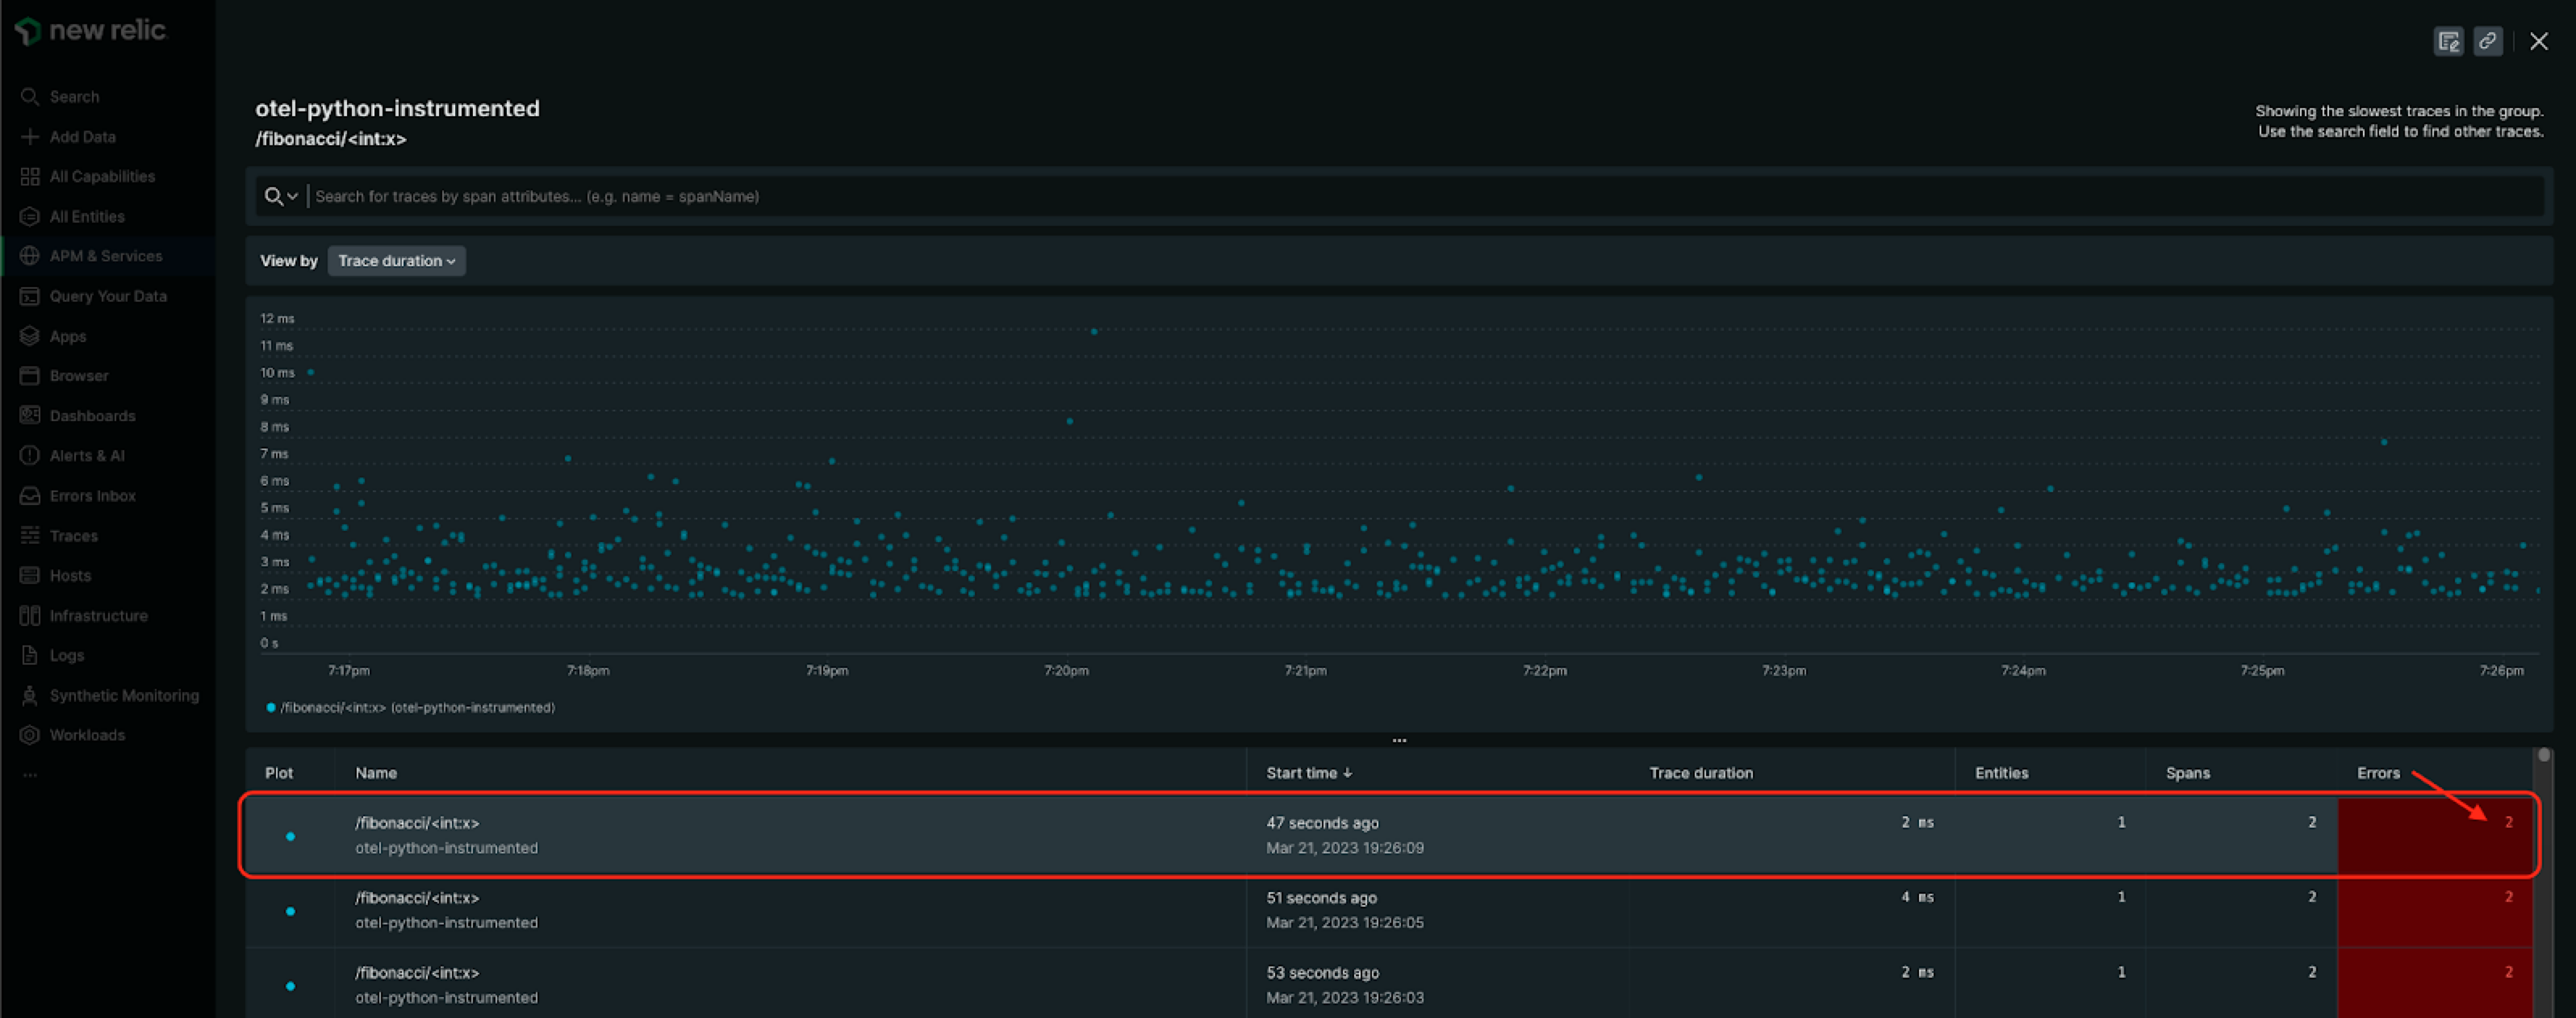 new relic
Search
Add Data
All Capabilities
All Entities
APM & Services
Query Your Data
Apps
Browser
Dashboards
Alerts & AI
Errors Inbox
Traces
Hosts
Infrastructure
Logs
Synthetic Monitoring
Workloads
...
otel-python-instrumented
/fibonacci/<int:x>
Showing the slowest traces in the group.
Use the search field to find other traces.
Search for traces by span attributes... (e.g. name = spanName)
View by Trace duration
12 ms
11 ms
10 ms
9 ms
8 ms
7 ms
6 ms
5 ms
4 ms
3 ms
2 ms
1 ms
0 s
7:17pm 7:18pm 7:19pm 7:20pm 7:21pm 7:22pm 7:23pm 7:24pm 7:25pm 7:26pm
/fibonacci/<int:x> (otel-python-instrumented)
...
Plot Name Start time ↓ Trace duration Entities Spans Errors
/fibonacci/<int:x> 47 seconds ago 2 ms 1 2 2
otel-python-instrumented Mar 21, 2023 19:26:09
/fibonacci/<int:x> 51 seconds ago 4 ms 1 2 2
otel-python-instrumented Mar 21, 2023 19:26:05
/fibonacci/<int:x> 53 seconds ago 2 ms 1 2 2
otel-python-instrumented Mar 21, 2023 19:26:03